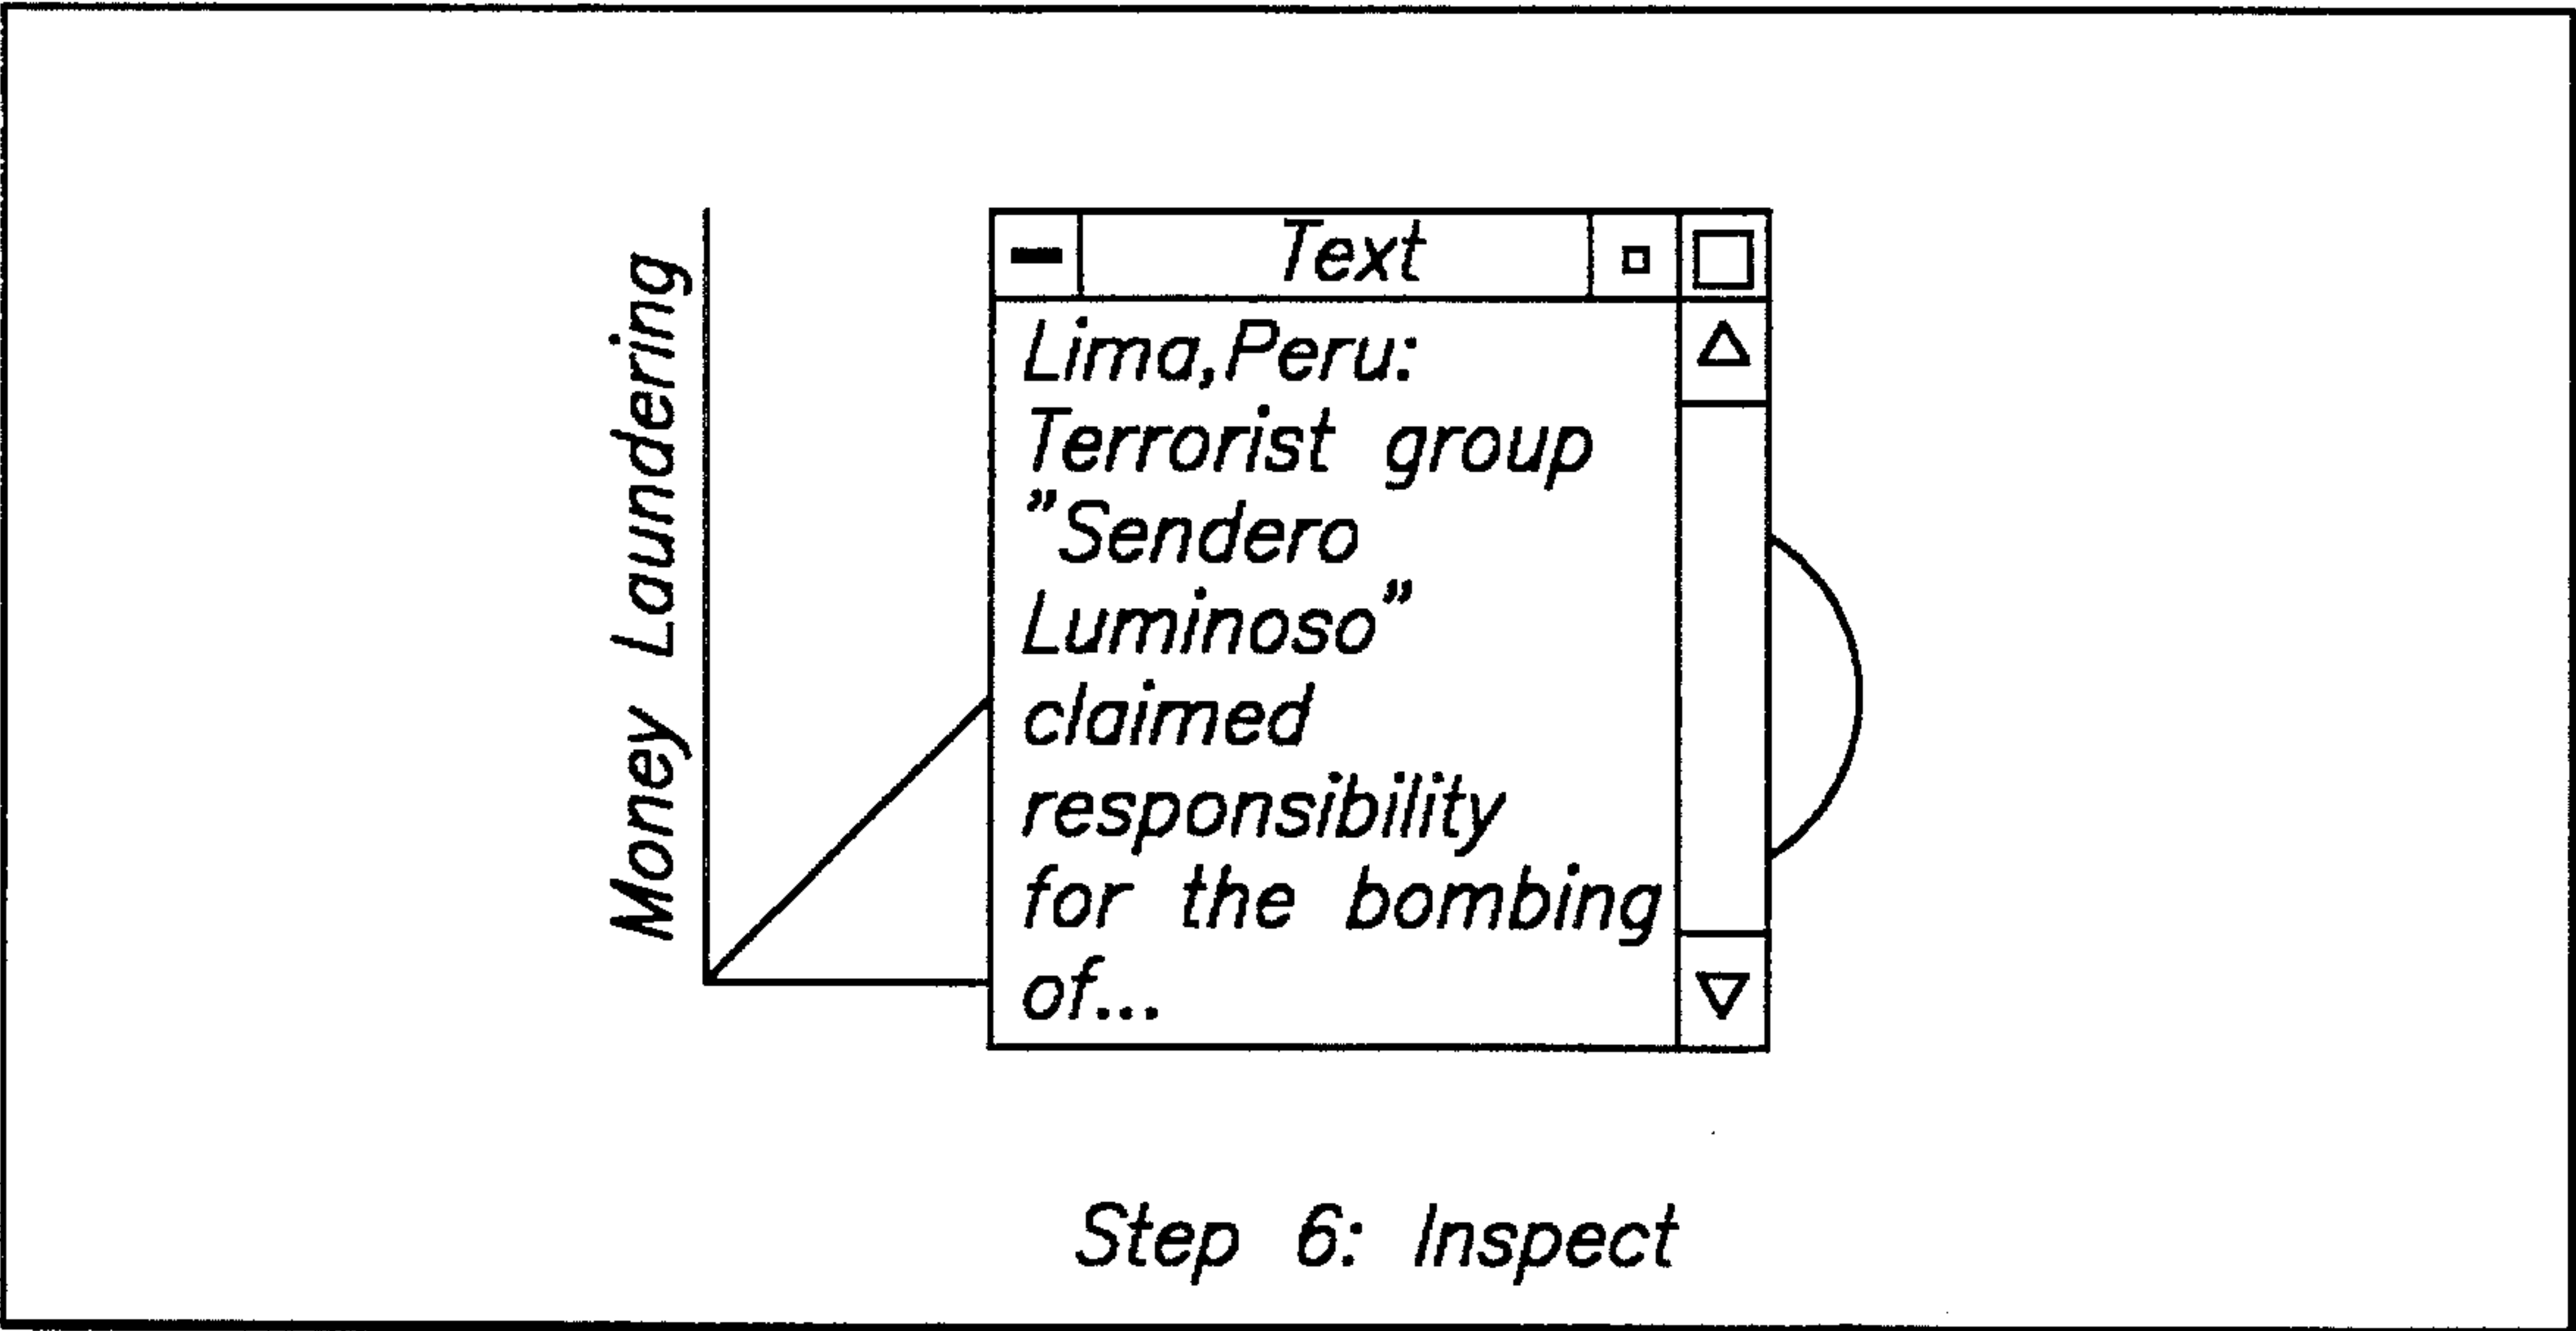 Money Laundering
Text
Lima,Peru:
Terrorist group
"Sendero
Luminoso"
claimed
responsibility
for the bombing
of...
Step 6: Inspect